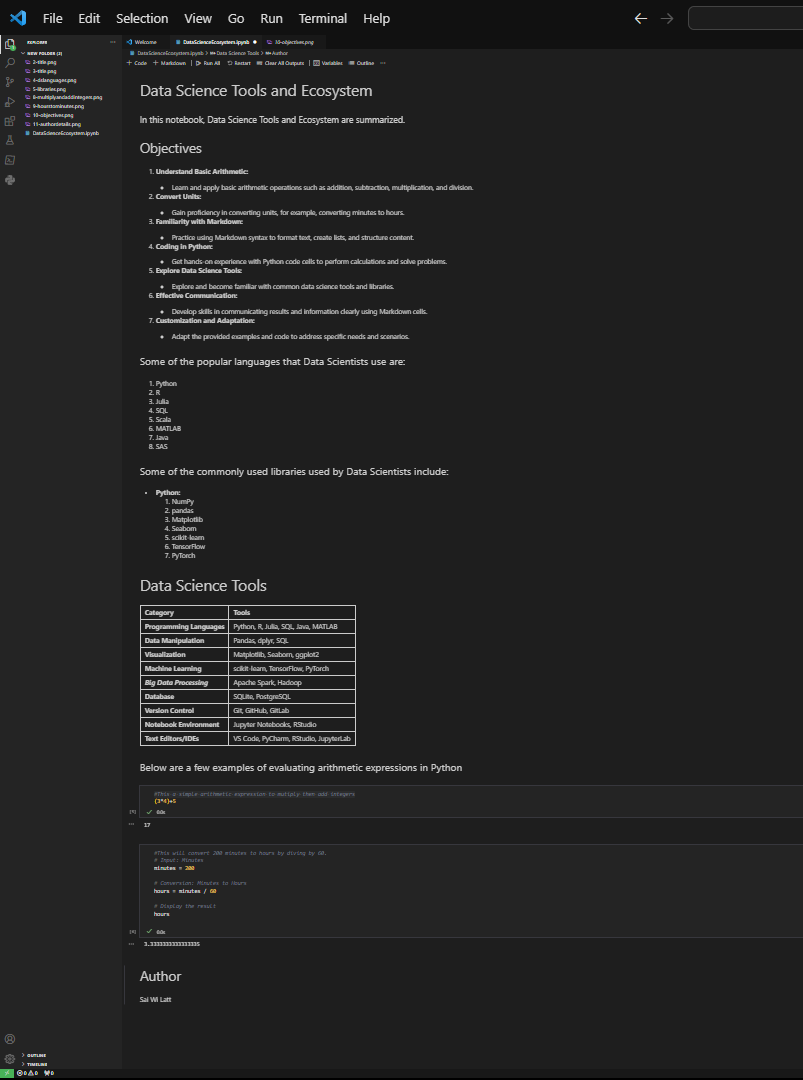 File Edit Selection View Go Run Terminal Help
EXPLORER
NEW FOLDER (2)
2-title.png
3-title.png
4-dslanguages.png
5-libraries.png
8-multiplyandaddintegers.png
9-hourstominutes.png
10-objectives.png
11-authordetails.png
DataScienceEcosystem.ipynb
Welcome DataScienceEcosystem.ipynb 10-objectives.png
DataScienceEcosystem.ipynb > Data Science Tools > Author
+ Code + Markdown Run All Restart Clear All Outputs Variables Outline ...
Data Science Tools and Ecosystem
In this notebook, Data Science Tools and Ecosystem are summarized.
Objectives
1. Understand Basic Arithmetic:
Learn and apply basic arithmetic operations such as addition, subtraction, multiplication, and division.
2. Convert Units:
Gain proficiency in converting units, for example, converting minutes to hours.
3. Familiarity with Markdown:
Practice using Markdown syntax to format text, create lists, and structure content.
4. Coding in Python:
Get hands-on experience with Python code cells to perform calculations and solve problems.
5. Explore Data Science Tools:
Explore and become familiar with common data science tools and libraries.
6. Effective Communication:
Develop skills in communicating results and information clearly using Markdown cells.
7. Customization and Adaptation:
Adapt the provided examples and code to address specific needs and scenarios.
Some of the popular languages that Data Scientists use are:
1. Python
2. R
3. Julia
4. SQL
5. Scala
6. MATLAB
7. Java
8. SAS
Some of the commonly used libraries used by Data Scientists include:
Python:
1. NumPy
2. pandas
3. Matplotlib
4. Seaborn
5. scikit-learn
6. TensorFlow
7. PyTorch
Data Science Tools
Category Tools
Programming Languages Python, R, Julia, SQL, Java, MATLAB
Data Manipulation Pandas, dplyr, SQL
Visualization Matplotlib, Seaborn, ggplot2
Machine Learning scikit-learn, TensorFlow, PyTorch
Big Data Processing Apache Spark, Hadoop
Database SQLite, PostgreSQL
Version Control Git, GitHub, GitLab
Notebook Environment Jupyter Notebooks, RStudio
Text Editors/IDEs VS Code, PyCharm, RStudio, JupyterLab
Below are a few examples of evaluating arithmetic expressions in Python
#This a simple arithmetic expression to mutiply then add integers
(3*4)+5
17
#This will convert 200 minutes to hours by diving by 60.
# Input: Minutes
minutes = 200
# Conversion: Minutes to Hours
hours = minutes / 60
# Display the result
hours
3.3333333333333335
Author
Sai Wi Latt
OUTLINE
TIMELINE